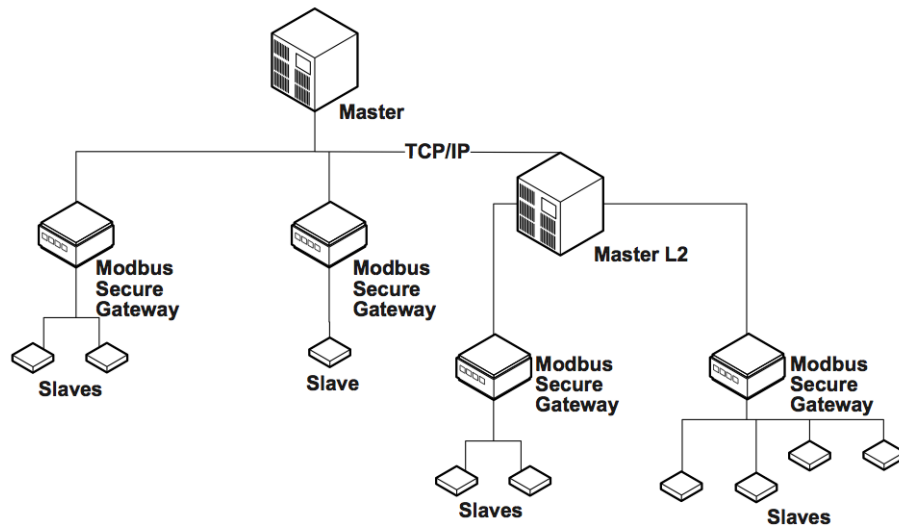 Master
TCP/IP
Master L2
Modbus
Secure
Gateway
Modbus
Secure
Gateway
Slaves
Slave
Modbus
Secure
Gateway
Modbus
Secure
Gateway
Slaves
Slaves